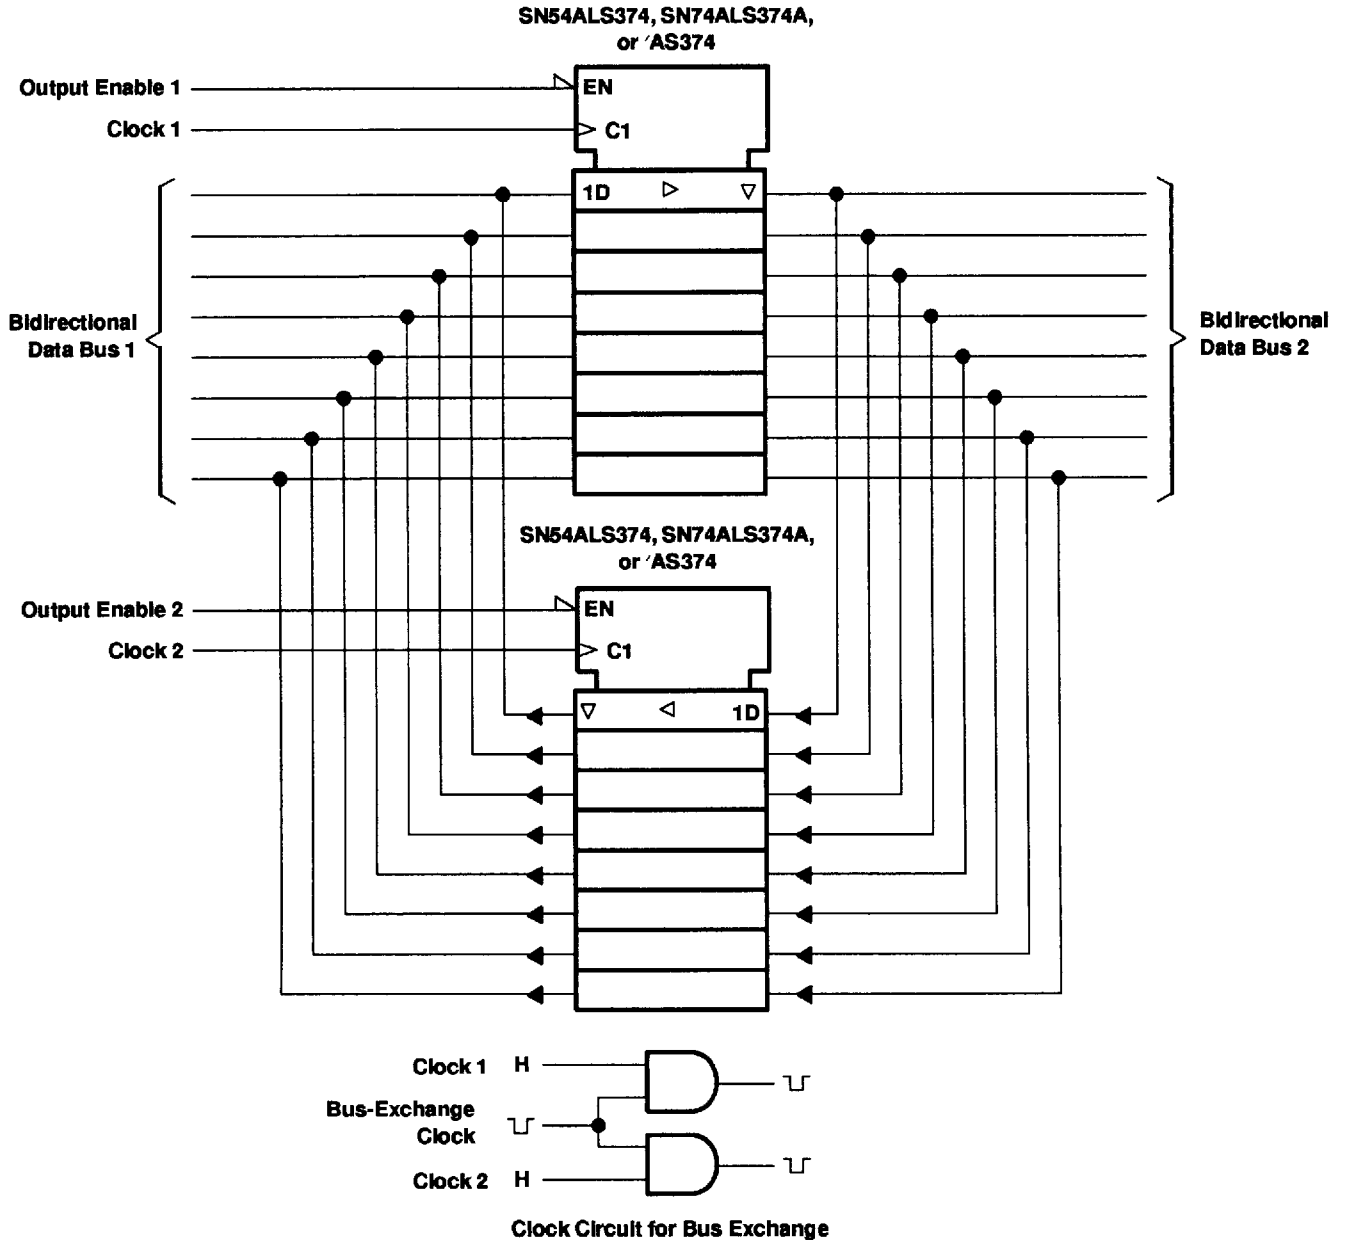 SN54ALS374, SN74ALS374A,
or ′AS374
Output Enable 1
EN
Clock 1
C1
1D
Bidirectional
Data Bus 1
Bidirectional
Data Bus 2
SN54ALS374, SN74ALS374A,
or ′AS374
Output Enable 2
EN
Clock 2
C1
1D
Clock 1 H
Bus-Exchange
Clock
Clock 2 H
Clock Circuit for Bus Exchange